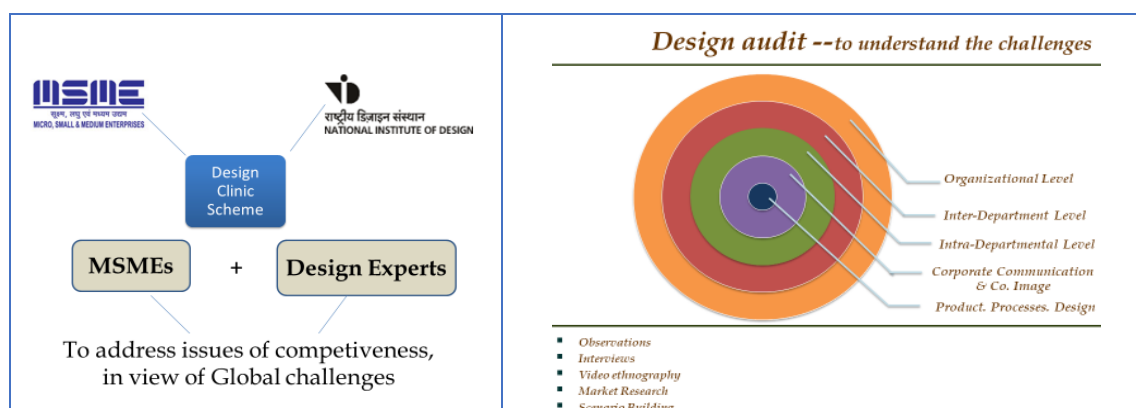 MSME
सूक्ष्म, लघु एवं मध्यम उद्यम
MICRO, SMALL & MEDIUM ENTERPRISES
राष्ट्रीय डिज़ाइन संस्थान
NATIONAL INSTITUTE OF DESIGN
Design
Clinic
Scheme
MSMEs + Design Experts
To address issues of competiveness,
in view of Global challenges
Design audit --to understand the challenges
Organizational Level
Inter-Department Level
Intra-Departmental Level
Corporate Communication
& Co. Image
Product. Processes. Design
Observations
Interviews
Video ethnography
Market Research
Scenario Building